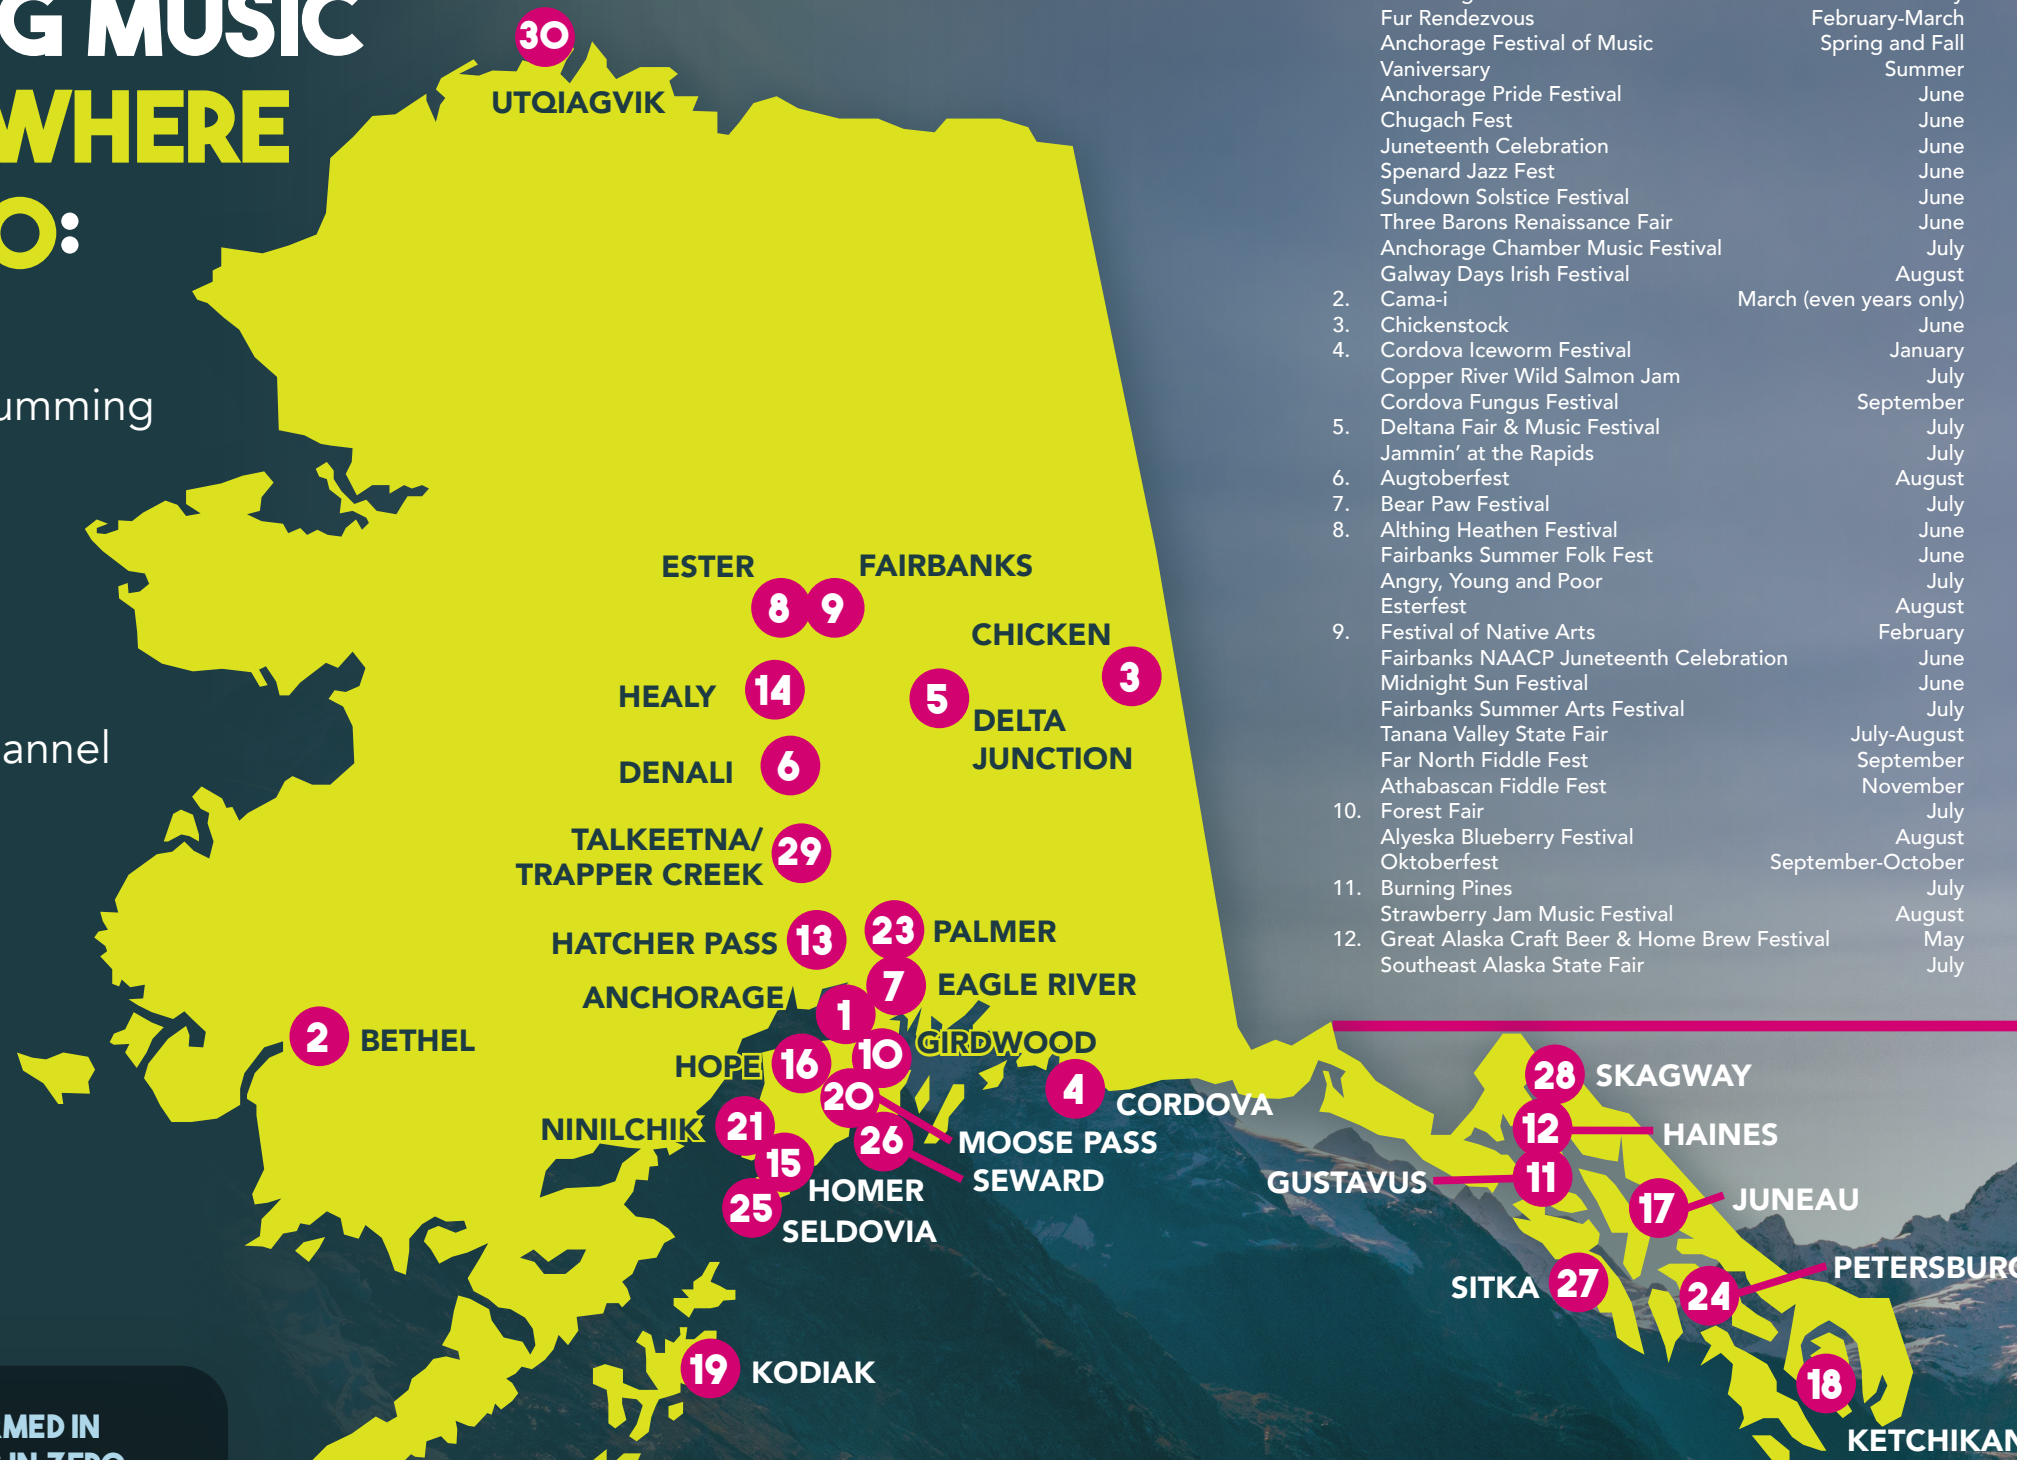 G MUSIC
WHERE
O:
umming
annel
MED IN
30
UTQIAGVIK
ESTER
FAIRBANKS
8
9
CHICKEN
3
HEALY
14
5
DELTA
JUNCTION
DENALI
6
TALKEETNA/
TRAPPER CREEK
29
HATCHER PASS
13
23
PALMER
7
EAGLE RIVER
ANCHORAGE
1
2
BETHEL
GIRDWOOD
10
HOPE
16
4
CORDOVA
20
MOOSE PASS
NINILCHIK
21
26
SEWARD
15
HOMER
25
SELDOVIA
19
KODIAK
28
SKAGWAY
12
HAINES
GUSTAVUS
11
17
JUNEAU
SITKA
27
24
PETERSBURG
18
KETCHIKAN
Fur Rendezvous February-March
Anchorage Festival of Music Spring and Fall
Vaniversary Summer
Anchorage Pride Festival June
Chugach Fest June
Juneteenth Celebration June
Spenard Jazz Fest June
Sundown Solstice Festival June
Three Barons Renaissance Fair June
Anchorage Chamber Music Festival July
Galway Days Irish Festival August
2. Cama-i March (even years only)
3. Chickenstock June
4. Cordova Iceworm Festival January
Copper River Wild Salmon Jam July
Cordova Fungus Festival September
5. Deltana Fair & Music Festival July
Jammin’ at the Rapids July
6. Augtoberfest August
7. Bear Paw Festival July
8. Althing Heathen Festival June
Fairbanks Summer Folk Fest June
Angry, Young and Poor July
Esterfest August
9. Festival of Native Arts February
Fairbanks NAACP Juneteenth Celebration June
Midnight Sun Festival June
Fairbanks Summer Arts Festival July
Tanana Valley State Fair July-August
Far North Fiddle Fest September
Athabascan Fiddle Fest November
10. Forest Fair July
Alyeska Blueberry Festival August
Oktoberfest September-October
11. Burning Pines July
Strawberry Jam Music Festival August
12. Great Alaska Craft Beer & Home Brew Festival May
Southeast Alaska State Fair July